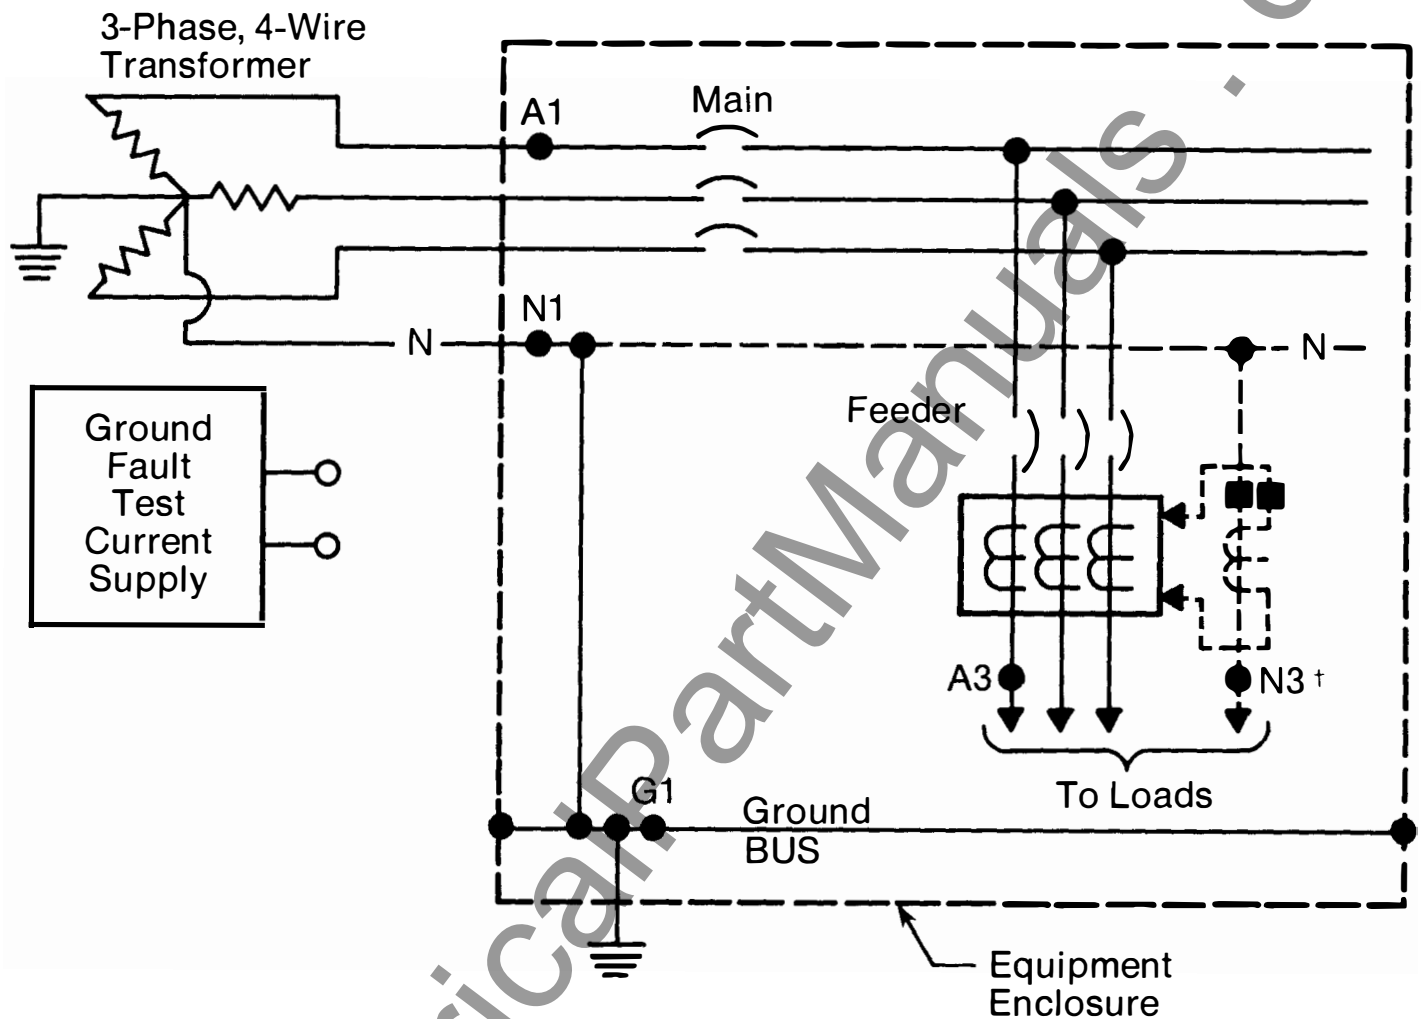 3-Phase, 4-Wire
Transformer
A1
Main
N1
N
N
Ground
Fault
Test
Current
Supply
Feeder
A3
N3 †
To Loads
G1
Ground
BUS
Equipment
Enclosure
ricalPartManuals .